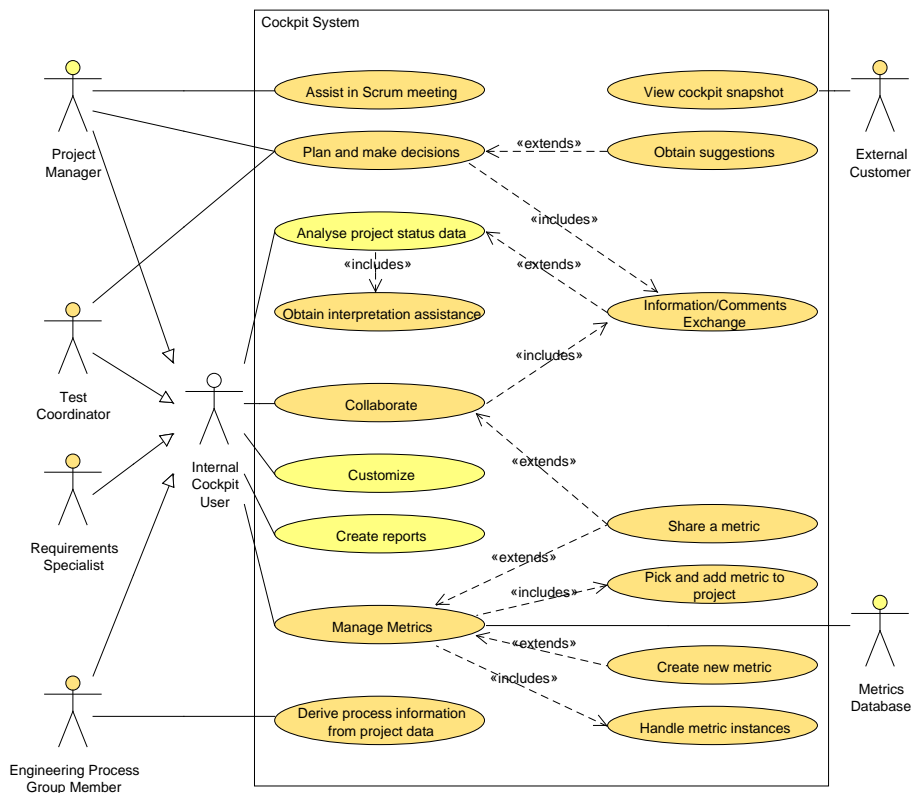 Cockpit System
Assist in Scrum meeting
View cockpit snapshot
Project
Manager
External
Customer
Plan and make decisions
«extends»
Obtain suggestions
«includes»
Analyse project status data
«extends»
«includes»
Obtain interpretation assistance
Information/Comments
Exchange
«includes»
Test
Coordinator
Collaborate
Internal
Cockpit
User
«extends»
Customize
Requirements
Specialist
Create reports
Share a metric
«extends»
Pick and add metric to
project
«includes»
Manage Metrics
«extends»
Create new metric
«includes»
Metrics
Database
Derive process information
from project data
Handle metric instances
Engineering Process
Group Member